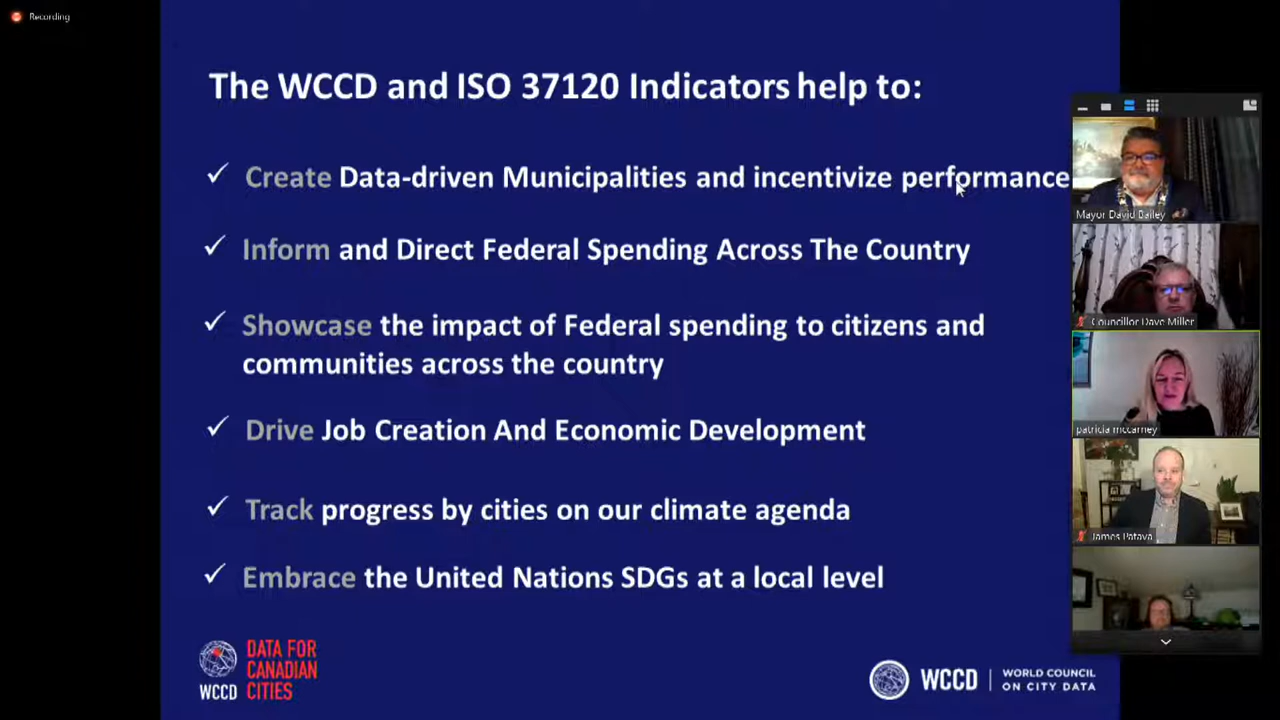 Recording
The WCCD and ISO 37120 Indicators help to:
✓ Create Data-driven Municipalities and incentivize performance
✓ Inform and Direct Federal Spending Across The Country
✓ Showcase the impact of Federal spending to citizens and
communities across the country
✓ Drive Job Creation And Economic Development
✓ Track progress by cities on our climate agenda
✓ Embrace the United Nations SDGs at a local level
WCCD
DATA FOR
CANADIAN
CITIES
WCCD
WORLD COUNCIL
ON CITY DATA
Mayor David Bailey
Councillor Dave Miller
patricia mccarney
James Patava